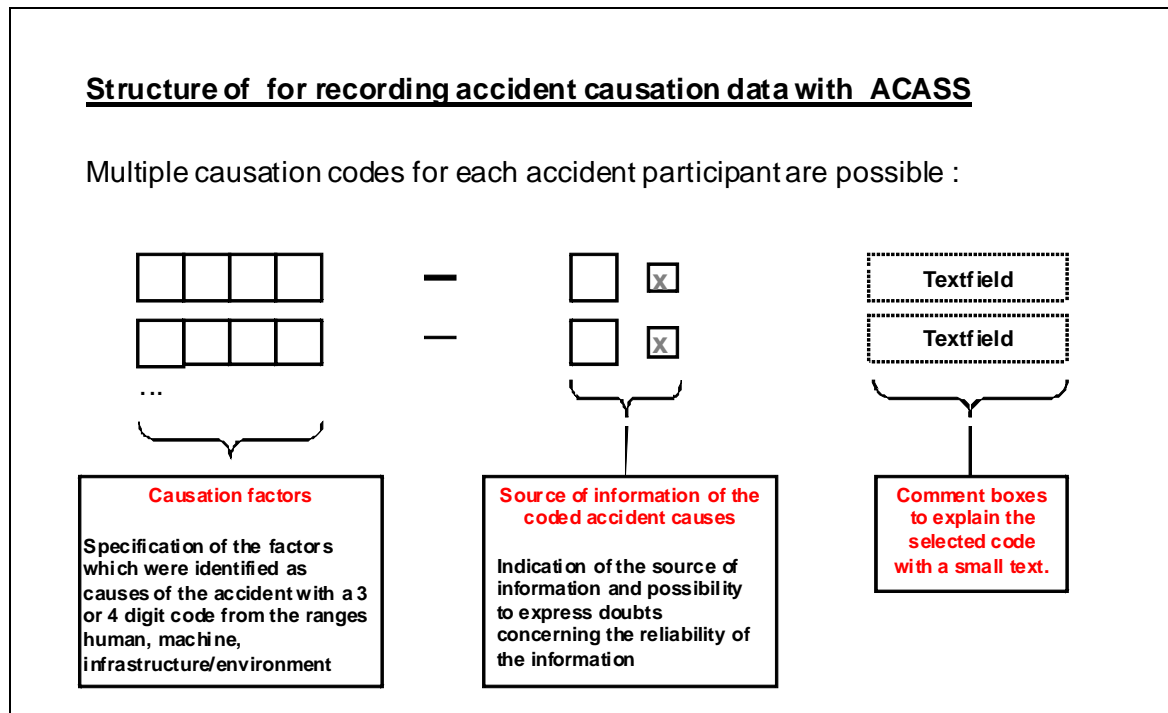 Structure of  for recording accident causation data with  ACASS
Multiple causation codes for each accident participant are possible :
x
Textfield
x
Textfield
...
Causation factors
Specification of the factors
which were identified as
causes of the accident with a 3
or 4 digit code from the ranges
human, machine,
infrastructure/environment
Source of information of the
coded accident causes
Indication of the source of
information and possibility
to express doubts
concerning the reliability of
the information
Comment boxes
to explain the
selected code
with a small text.